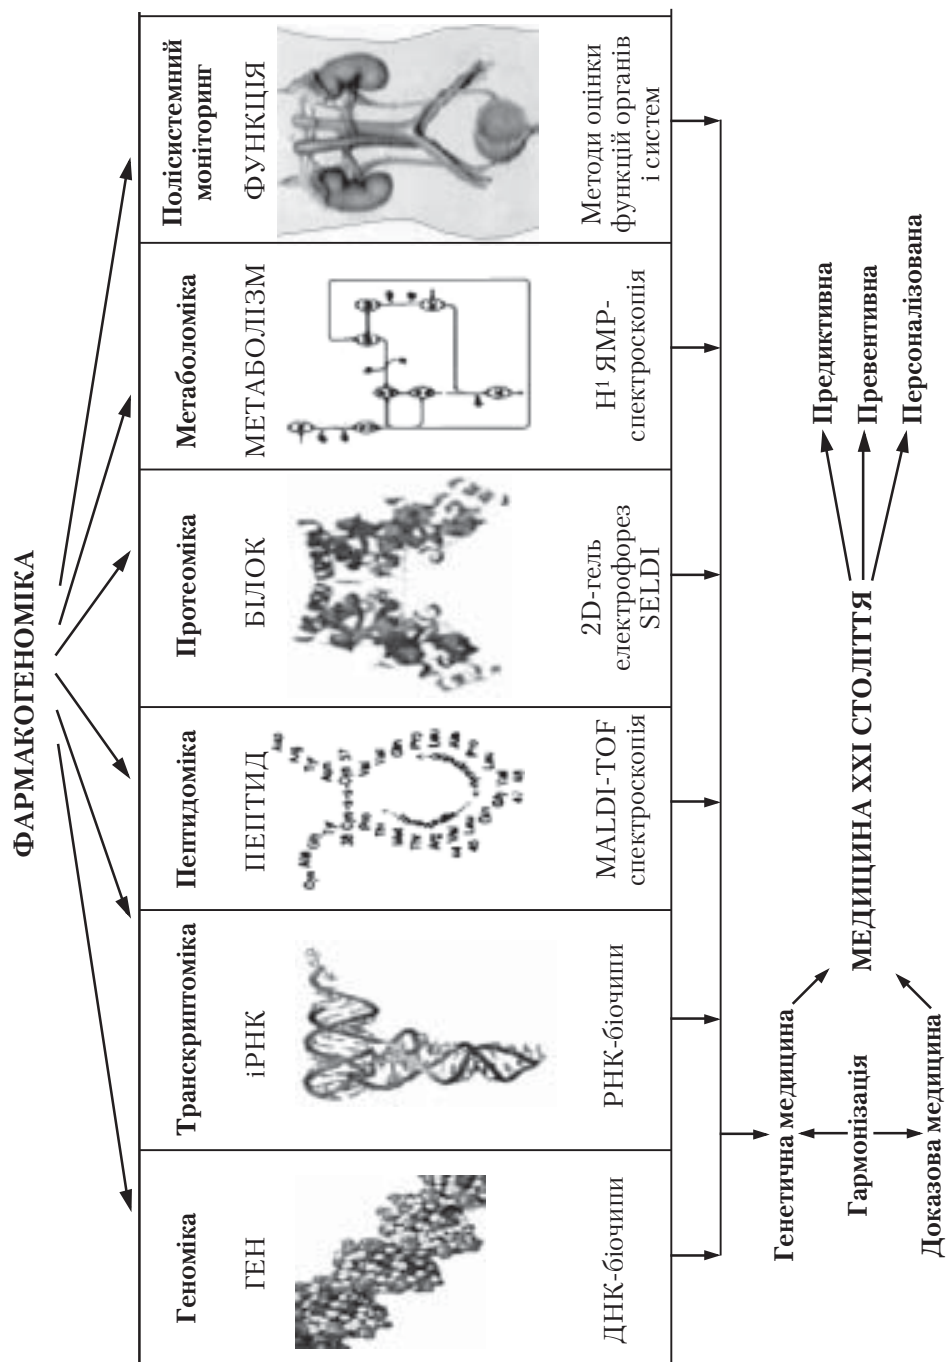 ФАРМАКОГЕНОМІКА
Геноміка
ГЕН
ДНК-біочипи
Транскриптоміка
іРНК
РНК-біочипи
Пептидоміка
ПЕПТИД
MALDI-TOF
спектроскопія
Протеоміка
БІЛОК
2D-гель
електрофорез
SELDI
Метаболоміка
МЕТАБОЛІЗМ
H¹ ЯМР-
спектроскопія
Полісистемний
моніторинг
ФУНКЦІЯ
Методи оцінки
функцій органів
і систем
Генетична медицина
Гармонізація
Доказова медицина
МЕДИЦИНА XXI СТОЛІТТЯ
Предиктивна
Превентивна
Персоналізована